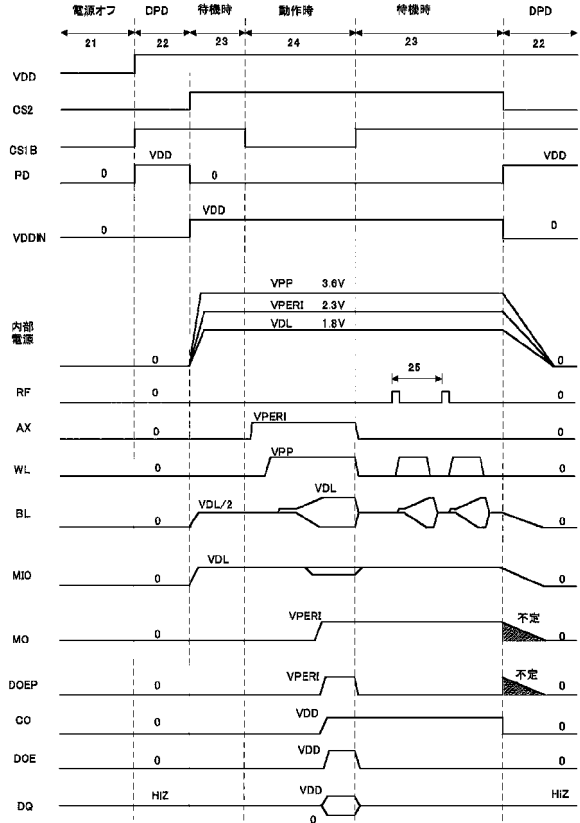 電源オフ DPD 待機時 動作時 待機時 DPD
21 22 23 24 23 22
VDD
CS2
CS1B
VDD VDD
PD 0 0
VDD
VDDIN 0 0
VPP 3.6V
VPERI 2.3V
VDL 1.8V
内部
電源
0 0
25
RF 0 0
VPERI
AX 0 0
VPP
WL 0 0
VDL
VDL/2
BL 0 0
VDL
MIO 0 0
VPERI 不定
MO 0 0
VPERI 不定
DOEP 0 0
VDD
CO 0 0
VDD
DOE 0 0
HiZ VDD HiZ
DQ
0